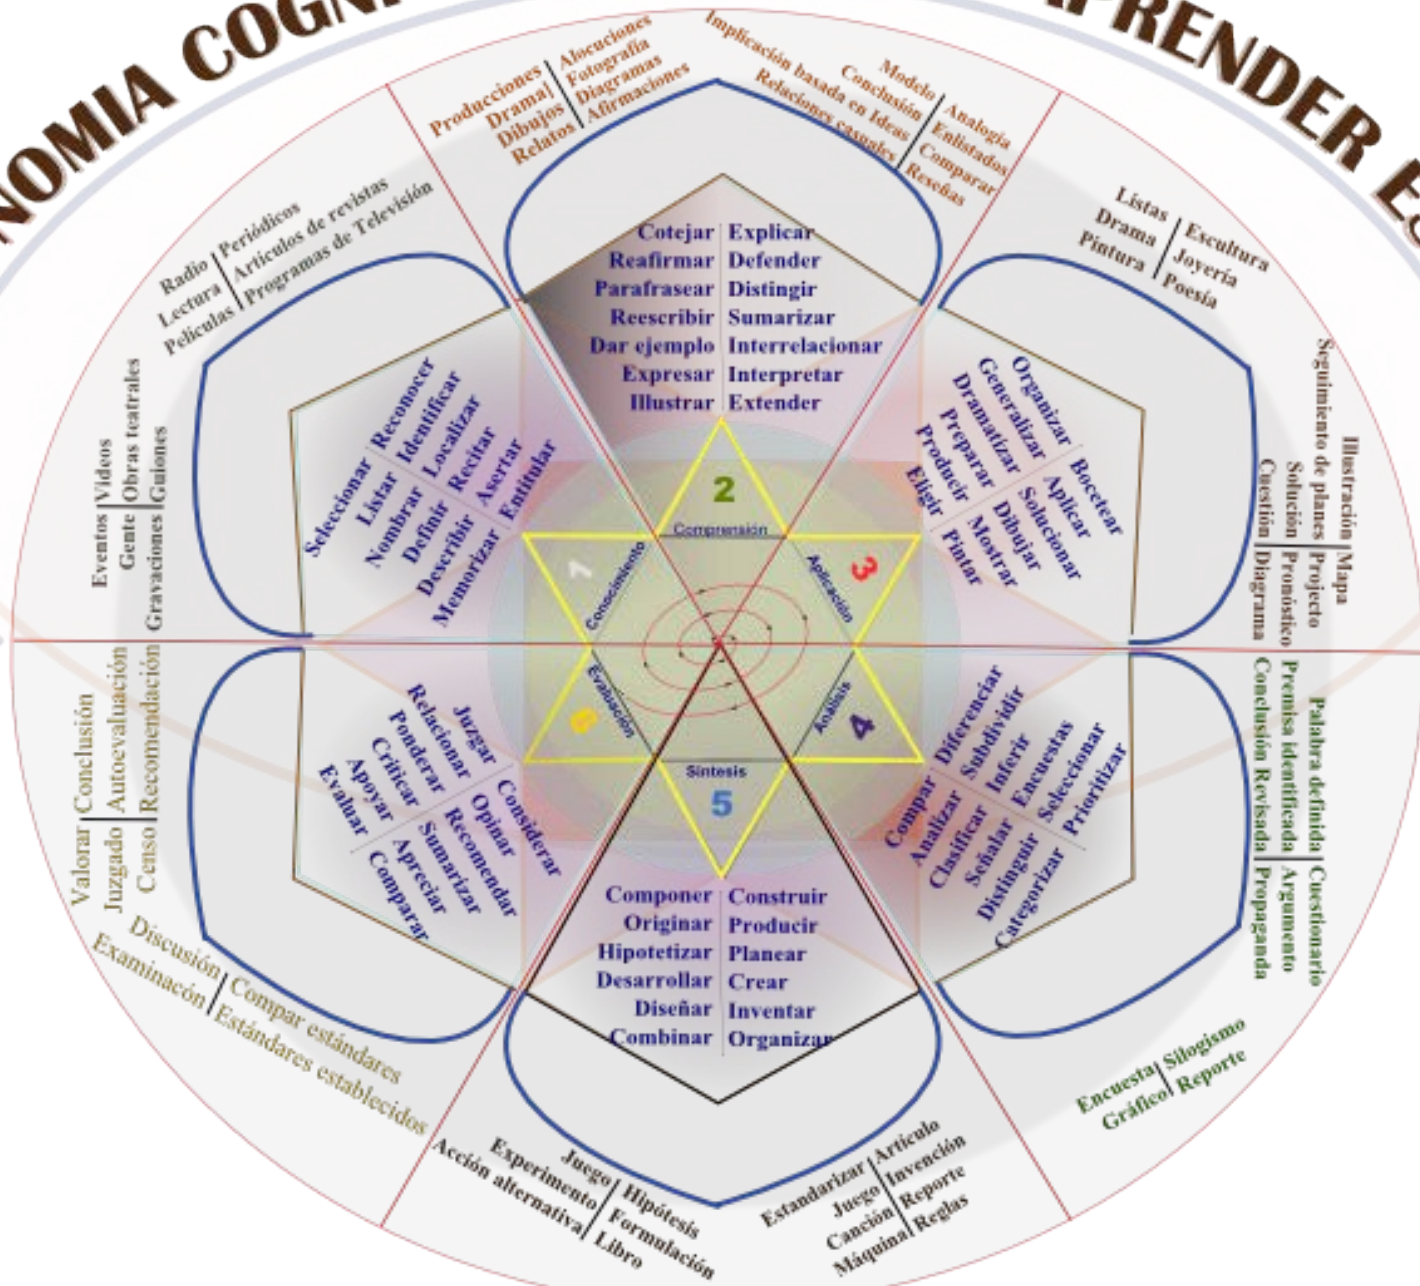 NOMIA COGN
APRENDER ES
Producciones | Alocuciones
Drama| Fotografía
Dibujos Diagramas
Relatos Afirmaciones
Implicación basada en Ideas
Relaciones casuales
Modelo Analogía
Conclusión Enlistados
Comparar
Reseñas
Cotejar Explicar
Reafirmar Defender
Parafrasear Distingir
Reescribir Sumarizar
Dar ejemplo Interrelacionar
Expresar Interpretar
Illustrar Extender
2
Comprensión
Listas Escultura
Drama Joyería
Pintura Poesía
Illustración Mapa
Seguimiento de planes Projecto
Solución Pronóstico
Cuestión Diagrama
Organizar Bocetear
Generalizar Aplicar
Dramatizar Solucionar
Preparar Dibujar
Producir Mostrar
Eligir Pintar
3
Aplicación
Palabra definida Cuestionario
Premisa identificada Argumento
Conclusión Revisada Propaganda
Encuesta Silogismo
Gráfico Reporte
Compar Diferenciar
Analizar Subdividir
Clasificar Inferir
Señalar Encuestas
Distinguir Seleccionar
Categorizar Prioritizar
4
Análisis
Síntesis
5
Componer Construir
Originar Producir
Hipotetizar Planear
Desarrollar Crear
Diseñar Inventar
Combinar Organizar
Juego Hipótesis
Experimento Formulación
Acción alternativa Libro
Estandarizar Artículo
Juego Invención
Canción Reporte
Máquina Reglas
Evaluación
6
Juzgar Considerar
Relacionar Opinar
Ponderar Recomendar
Criticar Sumarizar
Apoyar Apreciar
Evaluar Comparar
Valorar Conclusión
Juzgado Autoevaluación
Censo Recomendación
Discusión Compar estándares
Examinacón Estándares establecidos
Conocimiento
1
Seleccionar Reconocer
Listar Identificar
Nombrar Localizar
Definir Recitar
Describir Asertar
Memorizar Entitular
Radio Periódicos
Lectura Artículos de revistas
Películas Programas de Televisión
Eventos Videos
Gente Obras teatrales
Gravaciones Guiones